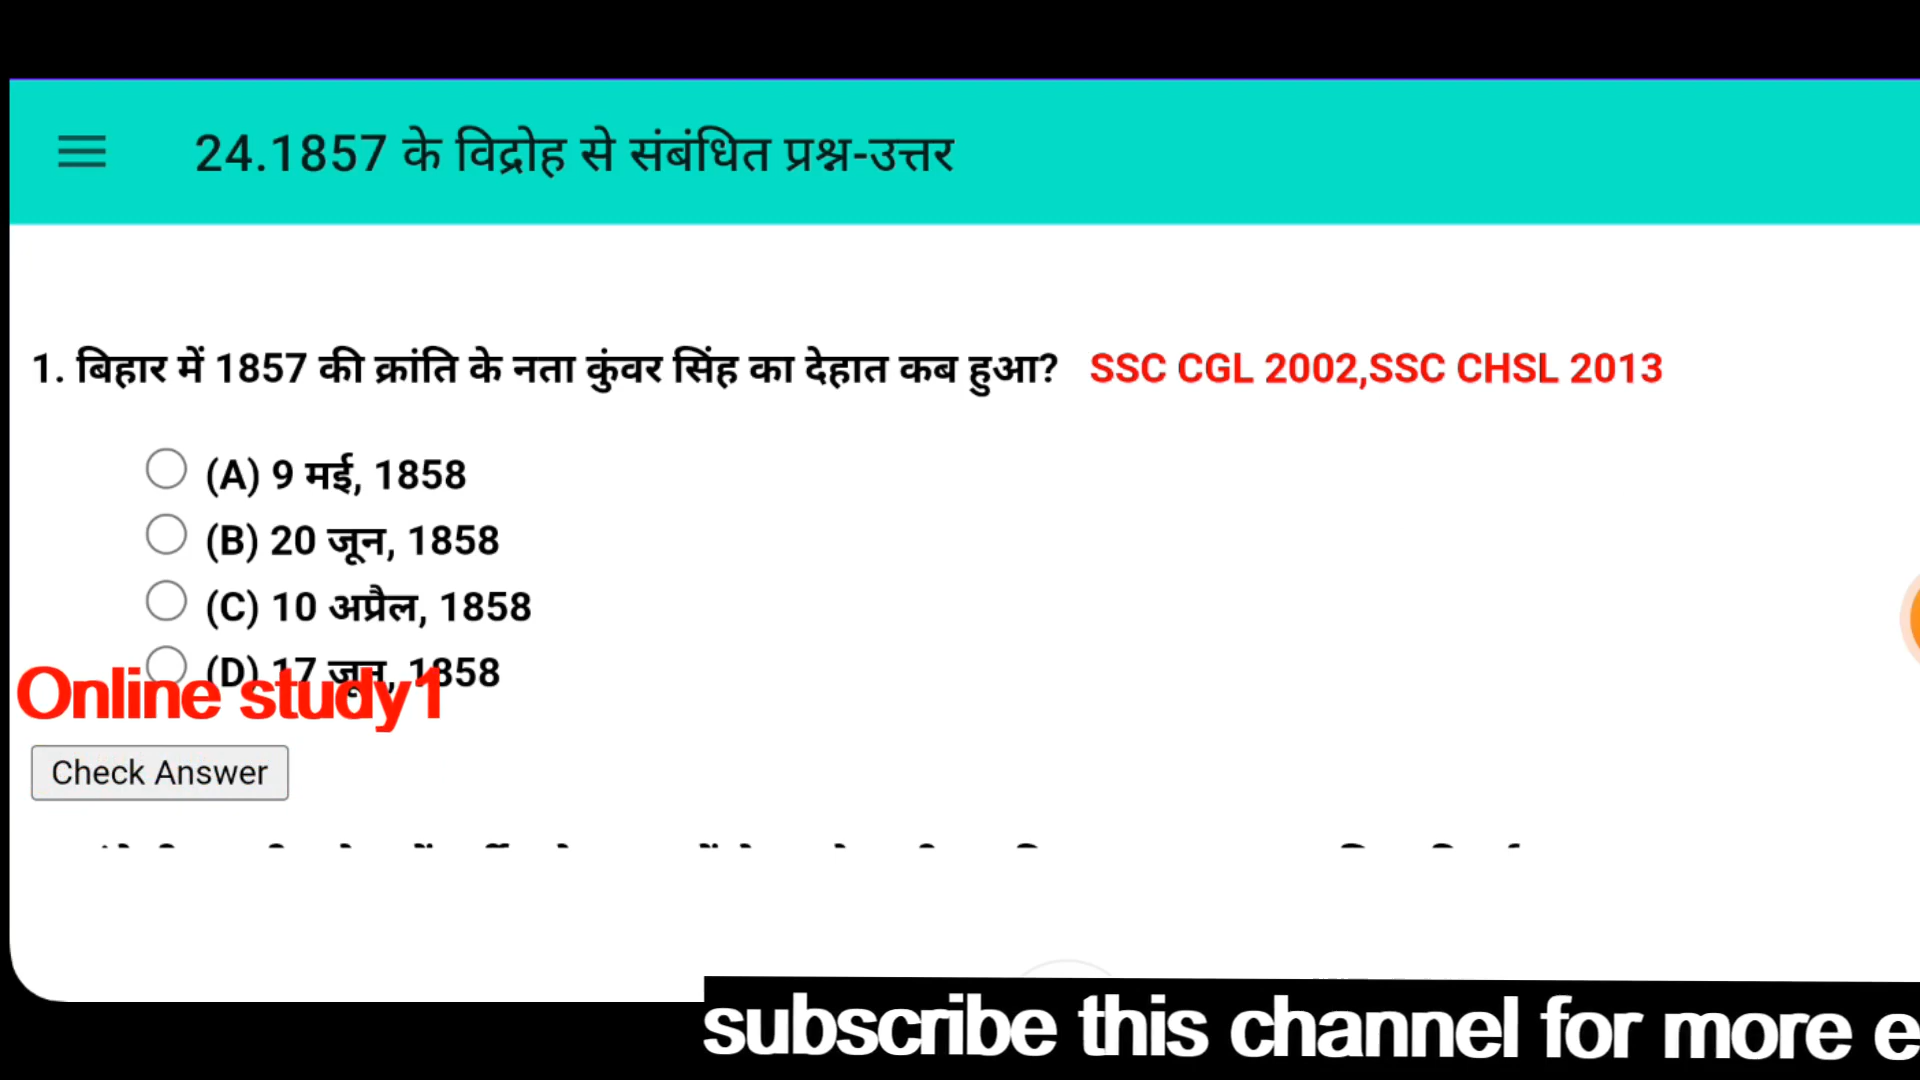 24.1857 के विद्रोह से संबंधित प्रश्न-उत्तर
1. बिहार में 1857 की क्रांति के नता कुंवर सिंह का देहात कब हुआ? SSC CGL 2002,SSC CHSL 2013
(A) 9 मई, 1858
(B) 20 जून, 1858
(C) 10 अप्रैल, 1858
(D) 17 जून, 1858
Online study1
Check Answer
subscribe this channel for more e